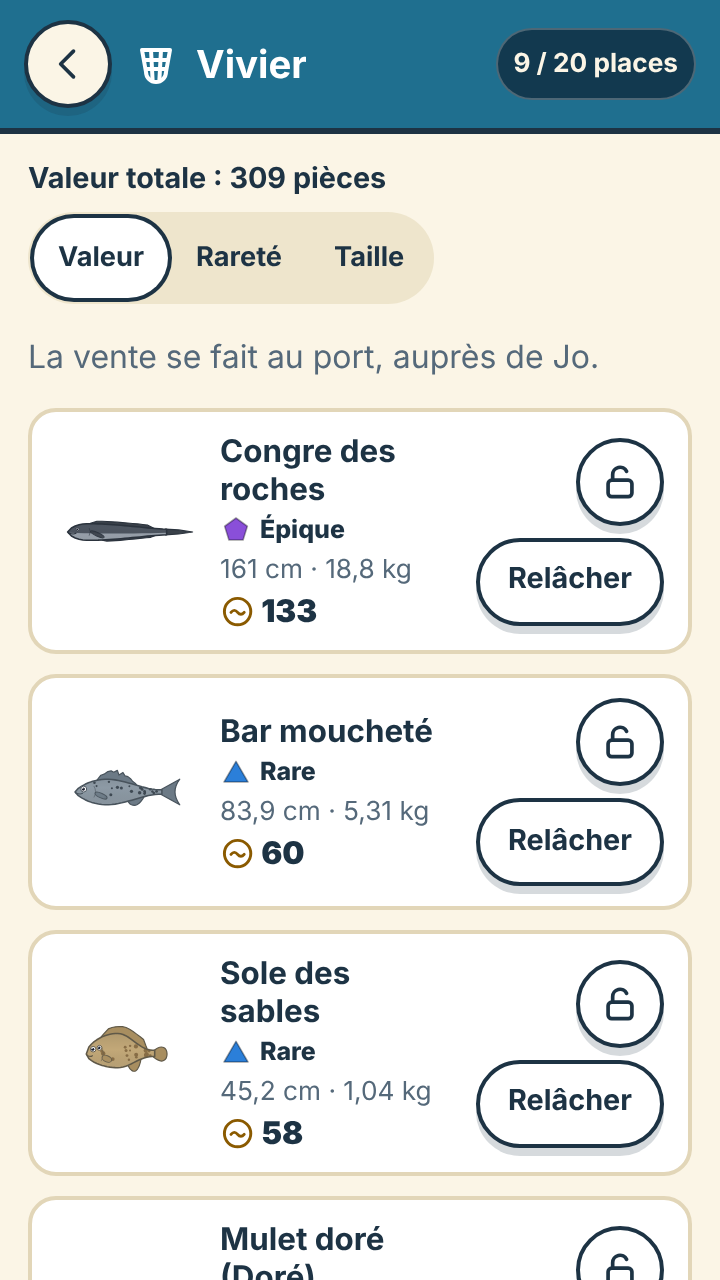 Vivier
9 / 20 places
Valeur totale : 309 pièces
Valeur
Rareté
Taille
La vente se fait au port, auprès de Jo.
Congre des
roches
Épique
161 cm · 18,8 kg
133
Relâcher
Bar moucheté
Rare
83,9 cm · 5,31 kg
60
Relâcher
Sole des
sables
Rare
45,2 cm · 1,04 kg
58
Relâcher
Mulet doré
(Doré)